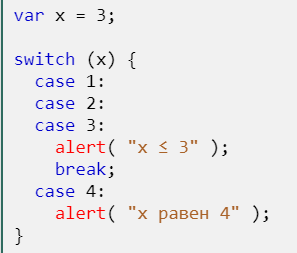 var x = 3;
switch (x) {
case 1:
case 2:
case 3:
alert( "x ≤ 3" );
break;
case 4:
alert( "x равен 4" );
}